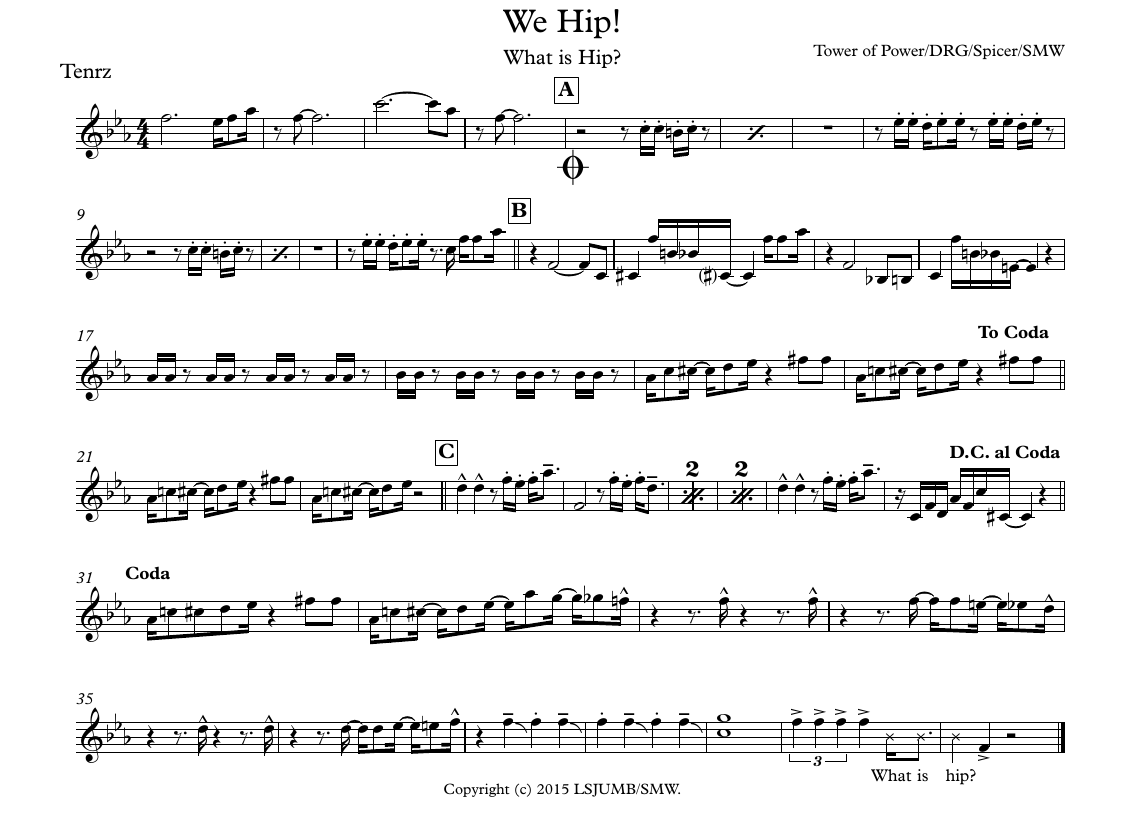 We Hip!
What is Hip?
Tower of Power/DRG/Spicer/SMW
Tenrz
A
9
B
17
To Coda
21
C
2
2
D.C. al Coda
31
Coda
35
3
What is hip?
Copyright (c) 2015 LSJUMB/SMW.